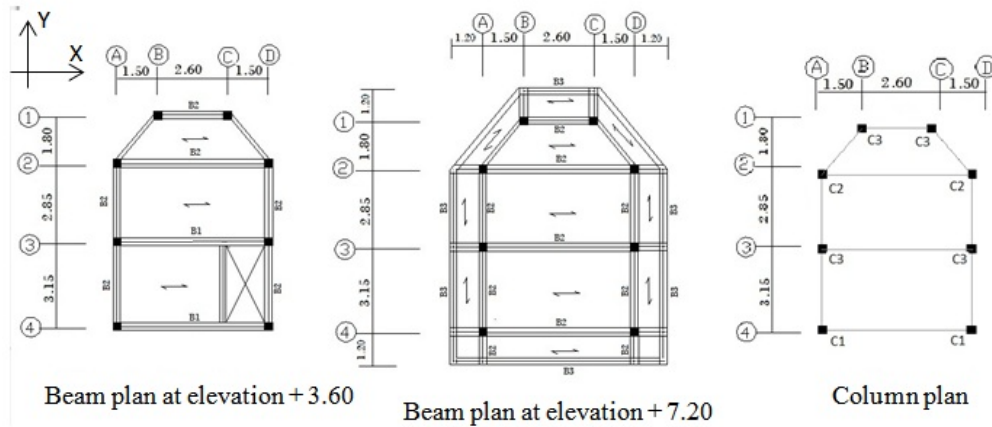 Y
X
A B C D
1.50 2.60 1.50
B2
1
1.80
B2
2
2.85
B2
B2
3
B1
3.15
B2
B2
4
B1
Beam plan at elevation + 3.60
A B C D
1.20 1.50 2.60 1.50 1.20
B3
1.20
1
B2
1.80
2
B2
2.85
B3
B2
B2
B3
3
B2
3.15
B3
B2
B2
B3
4
B2
1.20
B2
B2
B3
Beam plan at elevation + 7.20
A B C D
1.50 2.60 1.50
1
C3
C3
1.80
2
C2
C2
2.85
3
C3
C3
3.15
4
C1
C1
Column plan